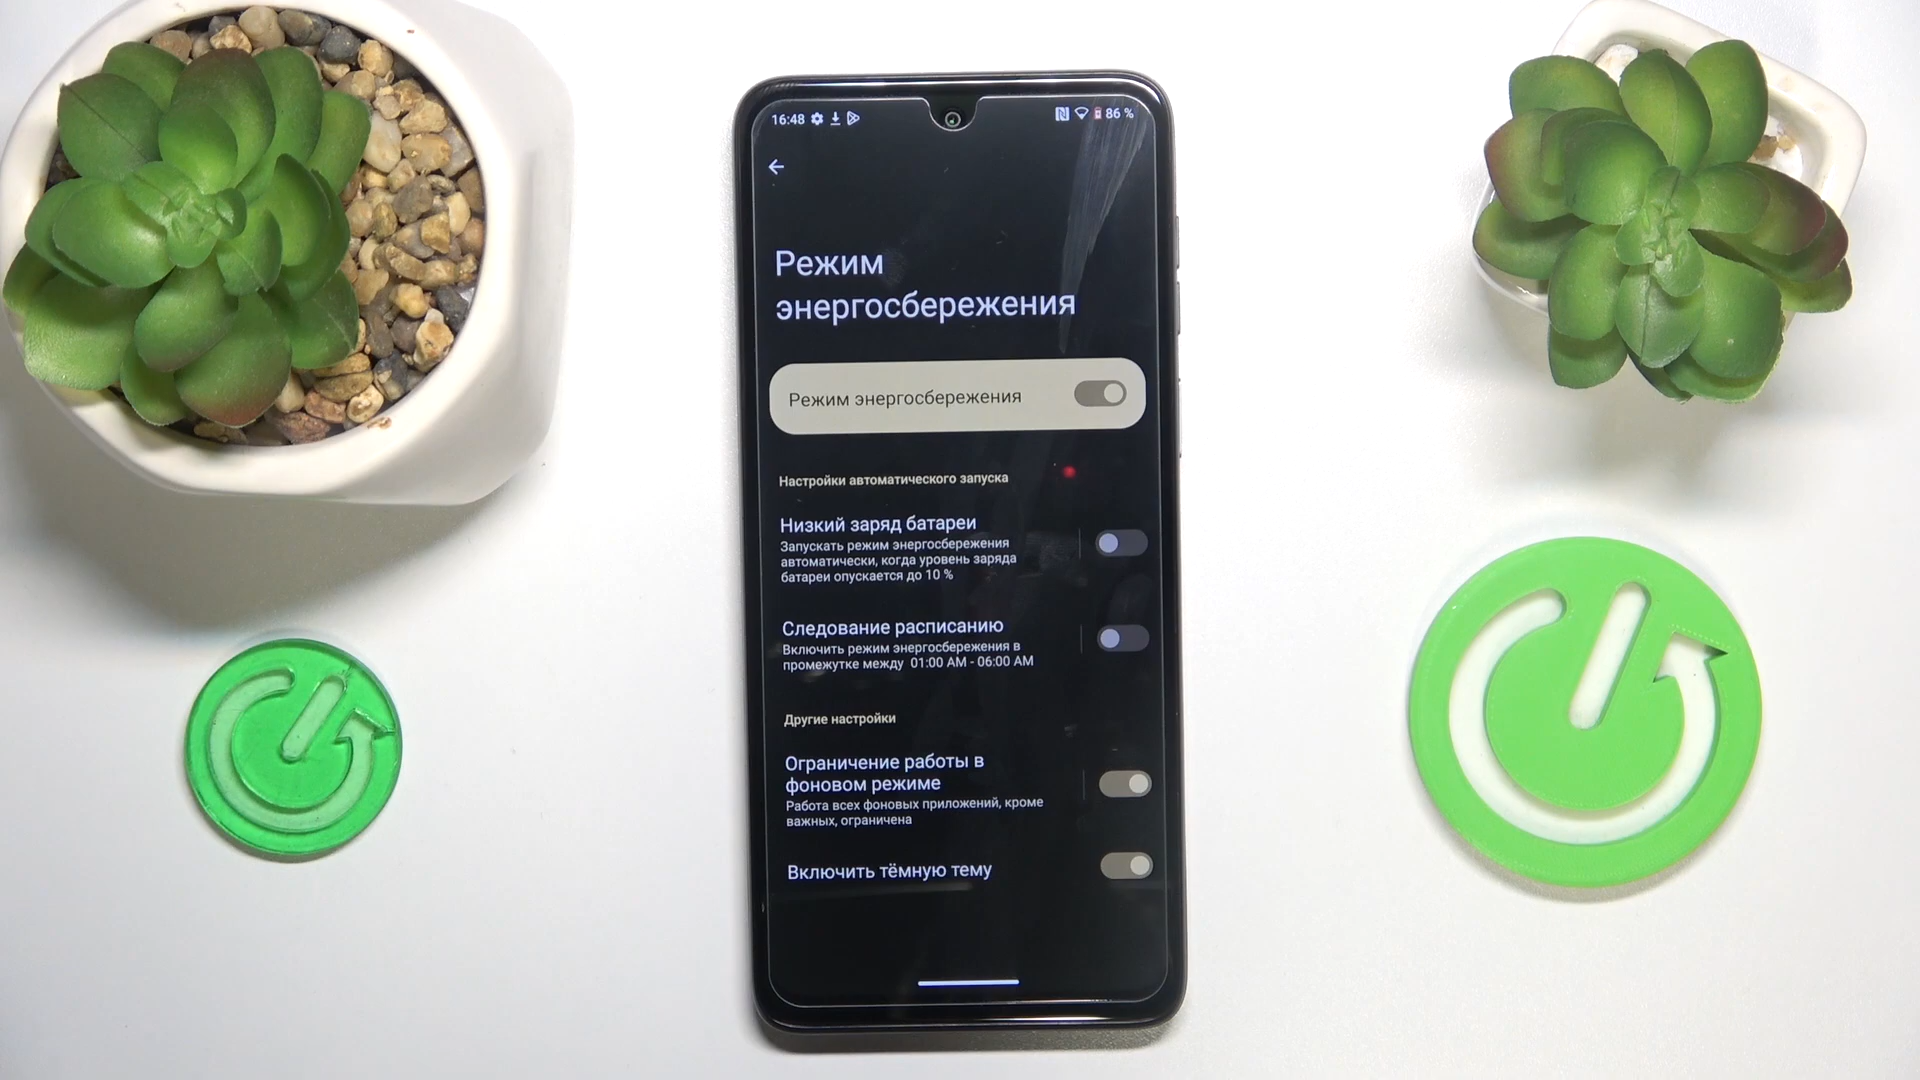 16:48 86 %
Режим
энергосбережения
Режим энергосбережения
Настройки автоматического запуска
Низкий заряд батареи
Запускать режим энергосбережения
автоматически, когда уровень заряда
батареи опускается до 10 %
Следование расписанию
Включить режим энергосбережения в
промежутке между 01:00 AM - 06:00 AM
Другие настройки
Ограничение работы в
фоновом режиме
Работа всех фоновых приложений, кроме
важных, ограничена
Включить тёмную тему